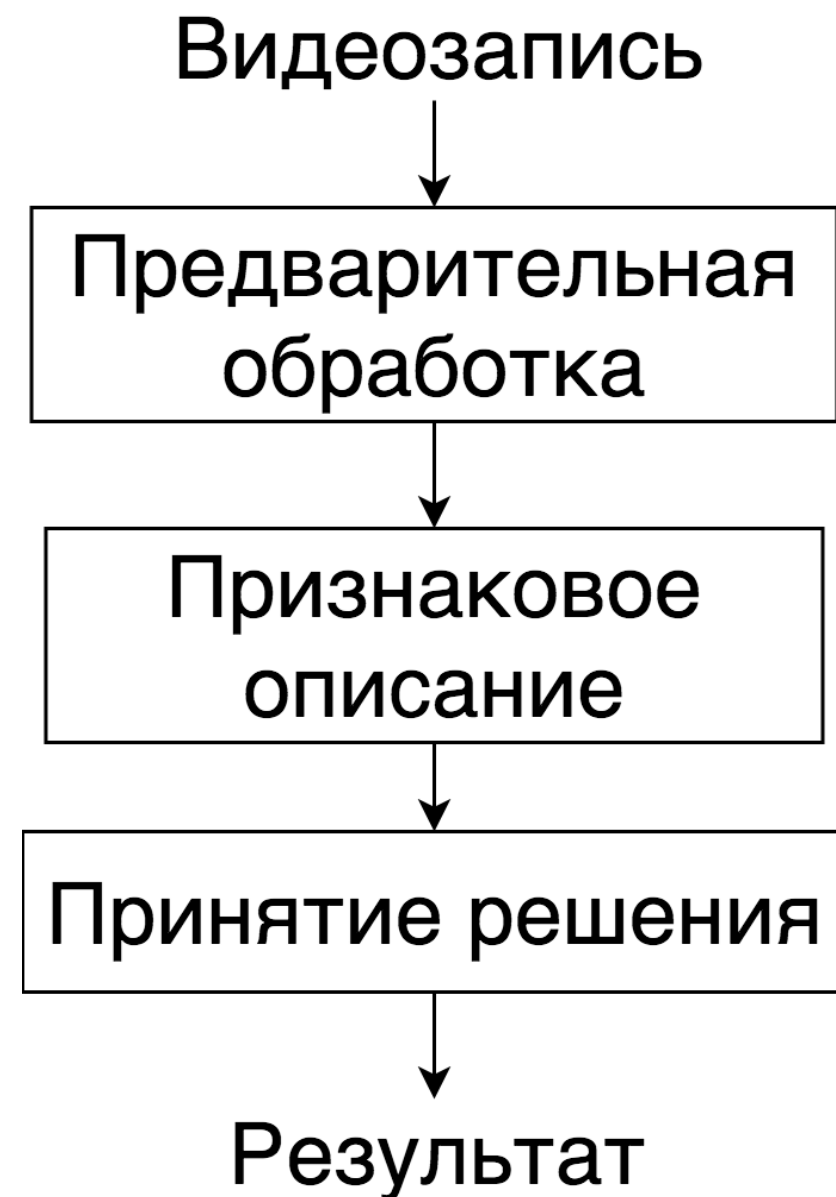 Видеозапись
Предварительная
обработка
Признаковое
описание
Принятие решения
Результат